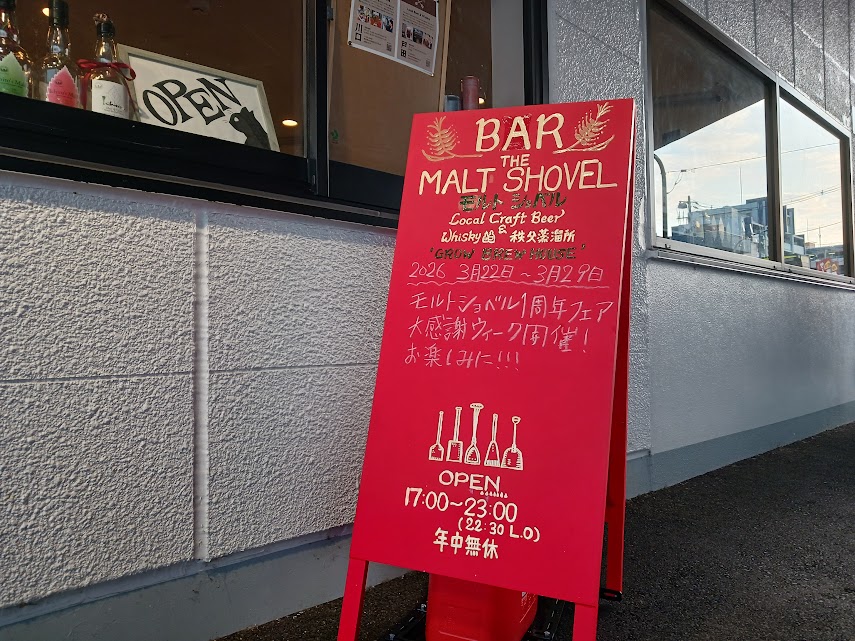 OPEN
BAR
THE
MALT SHOVEL
モルト ショベル
Local Craft Beer
&
Whisky 秩父蒸溜所
"GROW BREW HOUSE"
2026 3月22日~3月29日
モルトショベル1周年フェア
大感謝ウィーク開催!
お楽しみに!!!
OPEN
17:00~23:00
(22:30 L.O)
年中無休